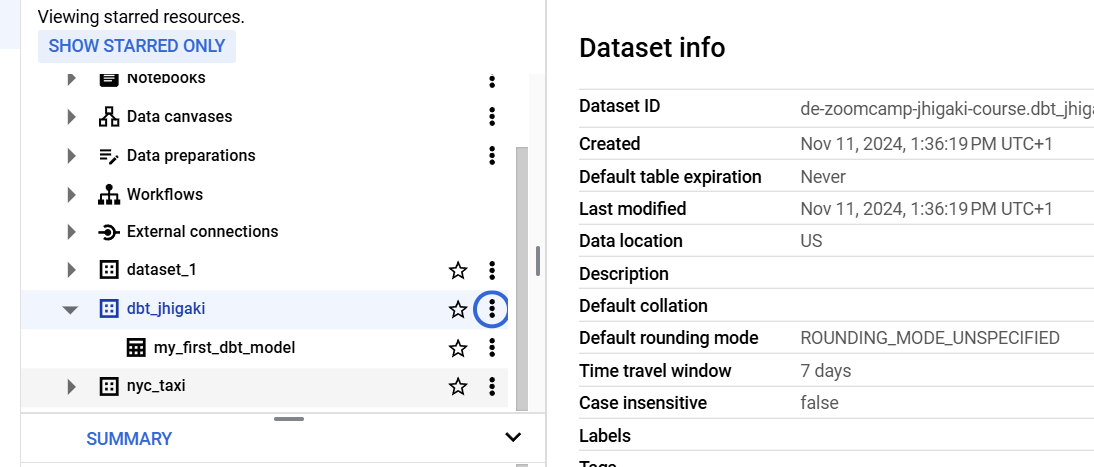 Viewing starred resources.
SHOW STARRED ONLY
Notebooks
Data canvases
Data preparations
Workflows
External connections
dataset_1
dbt_jhigaki
my_first_dbt_model
nyc_taxi
SUMMARY
Dataset info
Dataset ID de-zoomcamp-jhigaki-course.dbt_jhiga
Created Nov 11, 2024, 1:36:19 PM UTC+1
Default table expiration Never
Last modified Nov 11, 2024, 1:36:19 PM UTC+1
Data location US
Description
Default collation
Default rounding mode ROUNDING_MODE_UNSPECIFIED
Time travel window 7 days
Case insensitive false
Labels
Tags